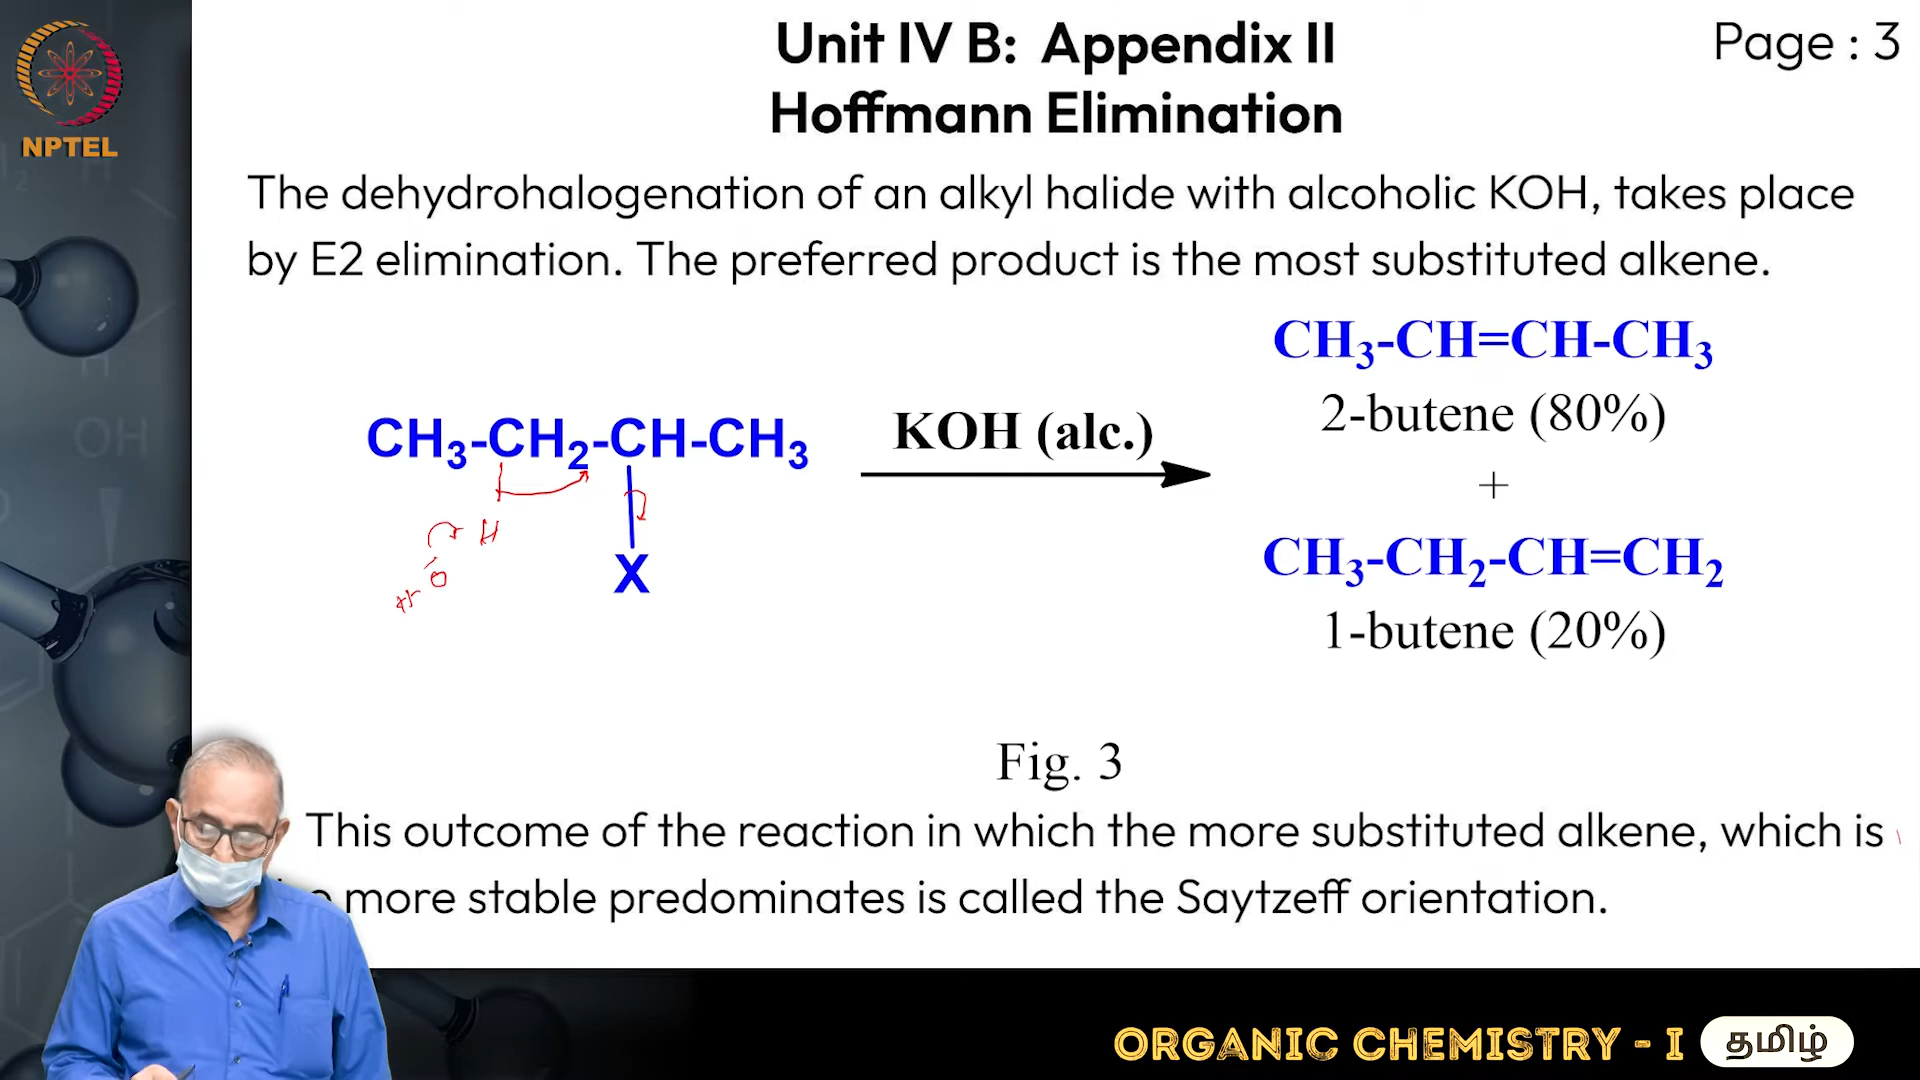 NPTEL
Unit IV B: Appendix II
Page : 3
Hoffmann Elimination
The dehydrohalogenation of an alkyl halide with alcoholic KOH, takes place
by E2 elimination. The preferred product is the most substituted alkene.
CH₃-CH=CH-CH₃
2-butene (80%)
+
CH₃-CH₂-CH=CH₂
1-butene (20%)
CH₃-CH₂-CH-CH₃
X
H
O
H
KOH (alc.)
Fig. 3
This outcome of the reaction in which the more substituted alkene, which is
more stable predominates is called the Saytzeff orientation.
ORGANIC CHEMISTRY - I தமிழ்